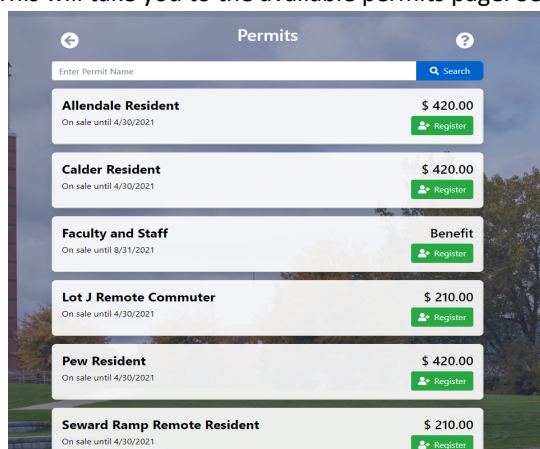 This will take you to the available permits page. Se
Permits
?
Enter Permit Name
Search
Allendale Resident
$ 420.00
On sale until 4/30/2021
Register
Calder Resident
$ 420.00
On sale until 4/30/2021
Register
Faculty and Staff
Benefit
On sale until 8/31/2021
Register
Lot J Remote Commuter
$ 210.00
On sale until 4/30/2021
Register
Pew Resident
$ 420.00
On sale until 4/30/2021
Register
Seward Ramp Remote Resident
$ 210.00
On sale until 4/30/2021
Register